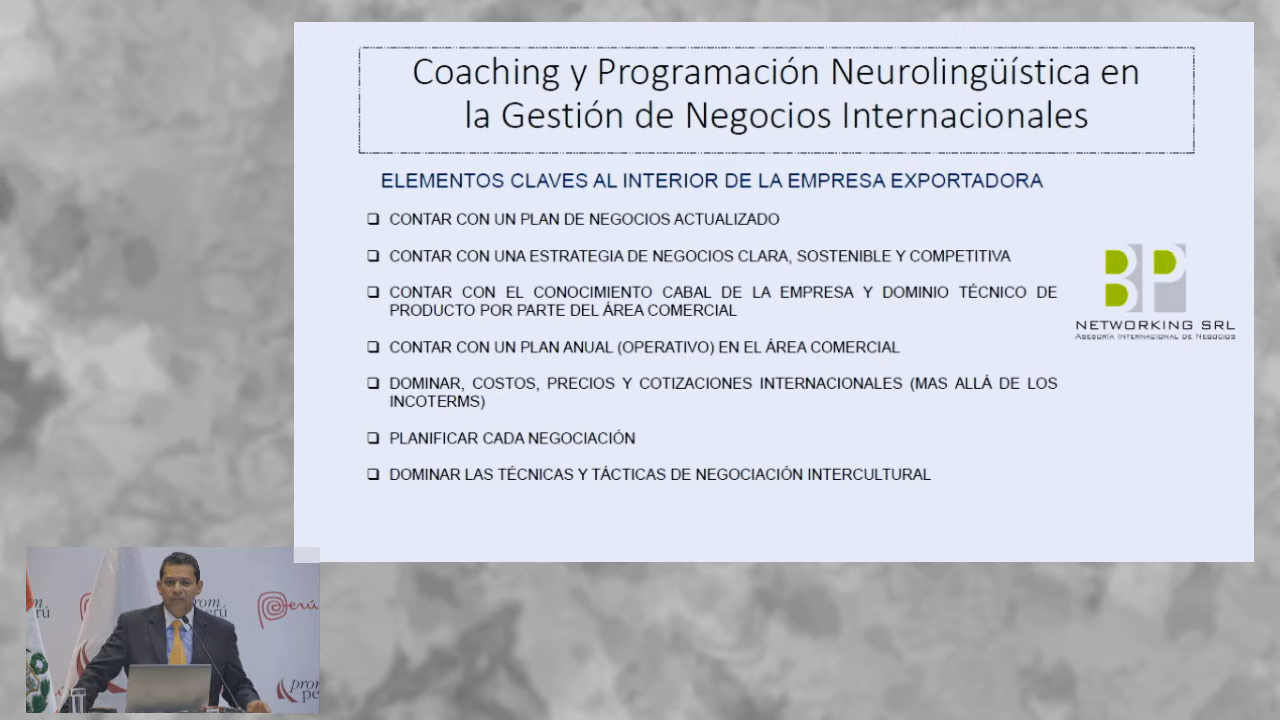 Coaching y Programación Neurolingüística en
la Gestión de Negocios Internacionales
ELEMENTOS CLAVES AL INTERIOR DE LA EMPRESA EXPORTADORA
CONTAR CON UN PLAN DE NEGOCIOS ACTUALIZADO
CONTAR CON UNA ESTRATEGIA DE NEGOCIOS CLARA, SOSTENIBLE Y COMPETITIVA
CONTAR CON EL CONOCIMIENTO CABAL DE LA EMPRESA Y DOMINIO TÉCNICO DE
PRODUCTO POR PARTE DEL ÁREA COMERCIAL
CONTAR CON UN PLAN ANUAL (OPERATIVO) EN EL ÁREA COMERCIAL
DOMINAR, COSTOS, PRECIOS Y COTIZACIONES INTERNACIONALES (MAS ALLÁ DE LOS
INCOTERMS)
PLANIFICAR CADA NEGOCIACIÓN
DOMINAR LAS TÉCNICAS Y TÁCTICAS DE NEGOCIACIÓN INTERCULTURAL
BP
NETWORKING SRL
ASESORÍA INTERNACIONAL DE NEGOCIOS
Perú